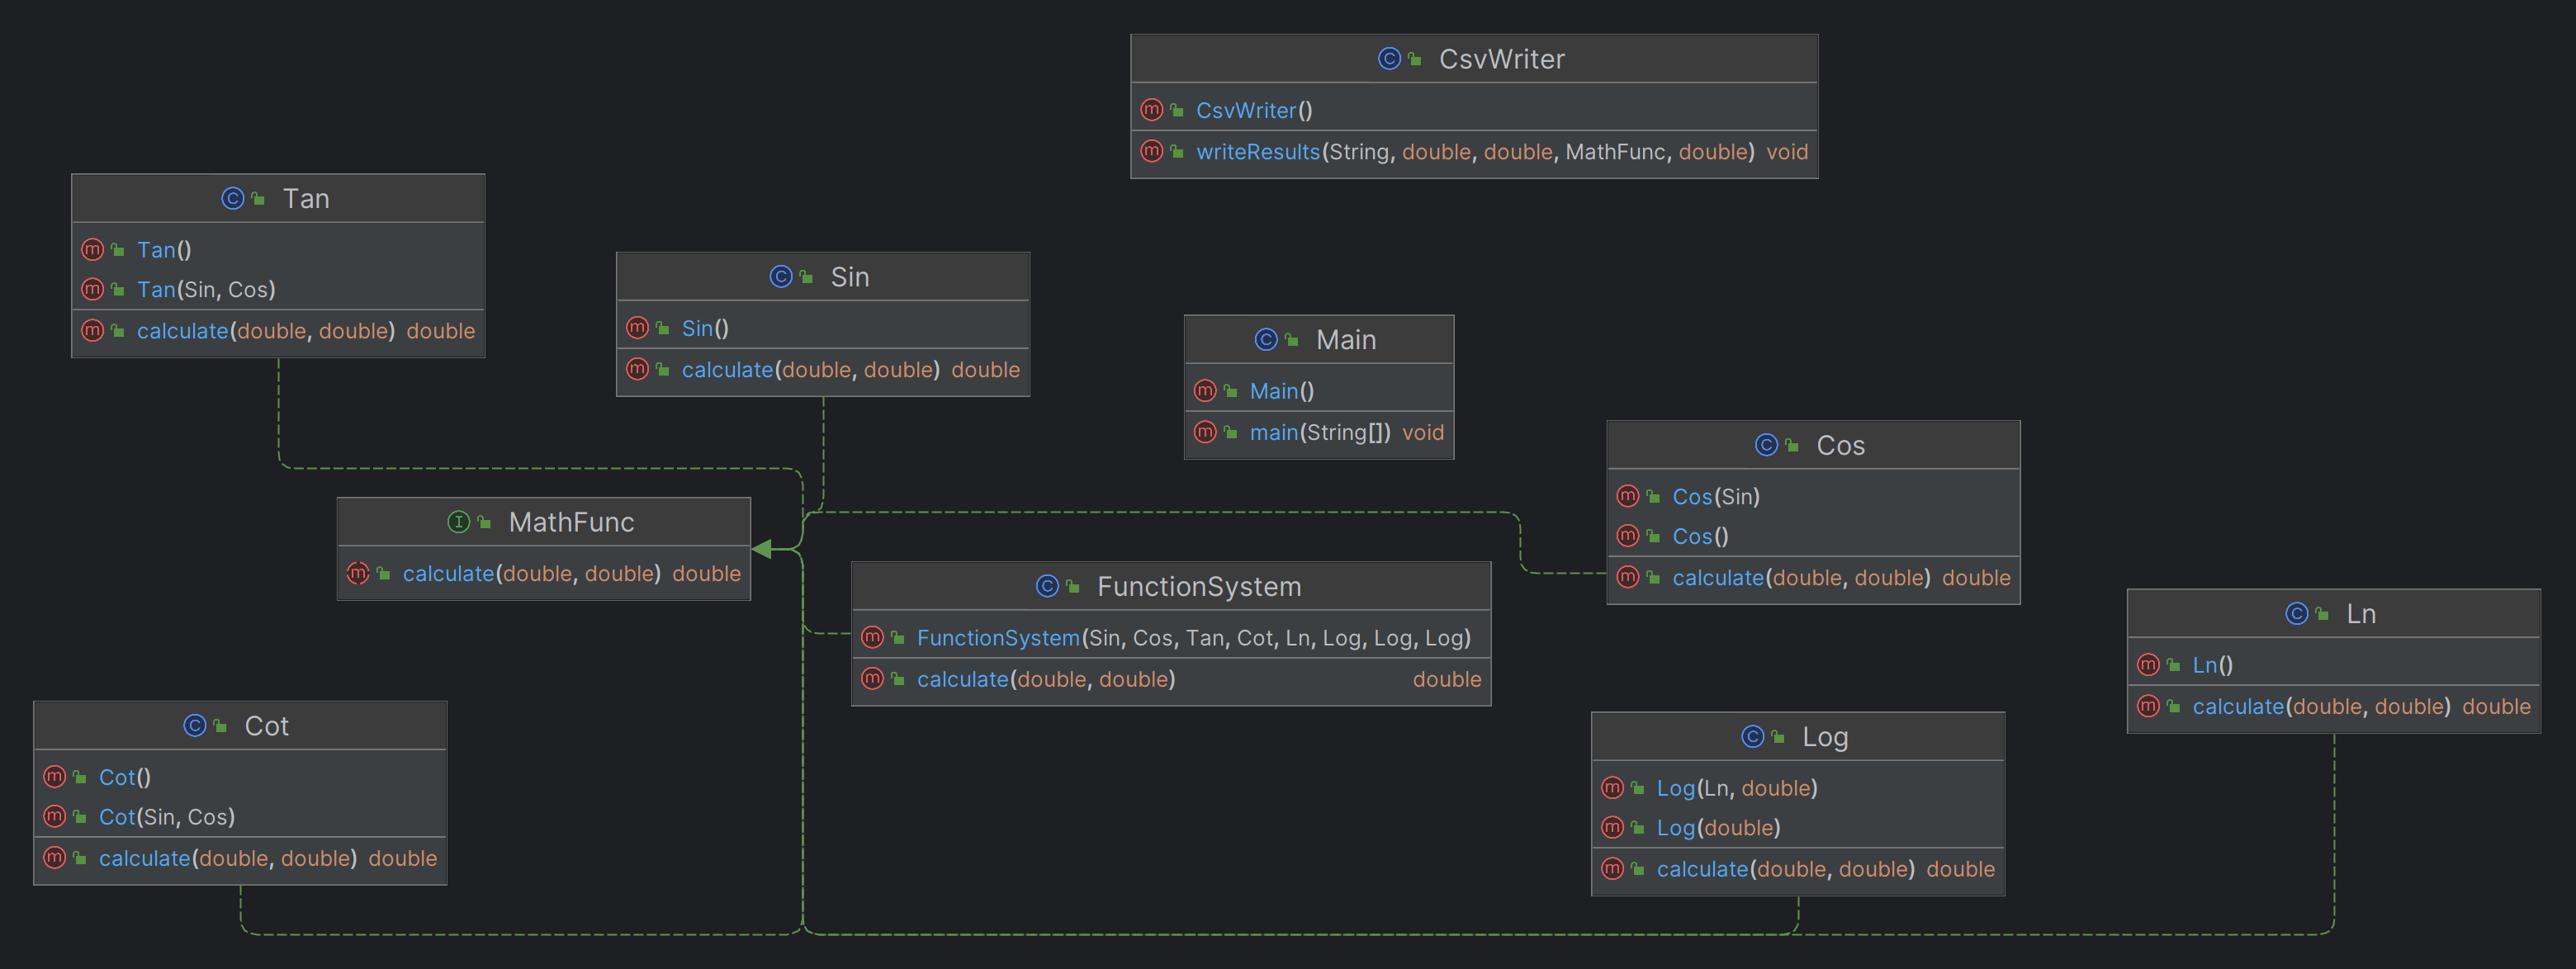 CsvWriter
CsvWriter()
writeResults(String, double, double, MathFunc, double) void
Tan
Tan()
Tan(Sin, Cos)
calculate(double, double) double
Sin
Sin()
calculate(double, double) double
Main
Main()
main(String[]) void
Cos
Cos(Sin)
Cos()
calculate(double, double) double
MathFunc
calculate(double, double) double
FunctionSystem
FunctionSystem(Sin, Cos, Tan, Cot, Ln, Log, Log, Log)
calculate(double, double) double
Ln
Ln()
calculate(double, double) double
Cot
Cot()
Cot(Sin, Cos)
calculate(double, double) double
Log
Log(Ln, double)
Log(double)
calculate(double, double) double